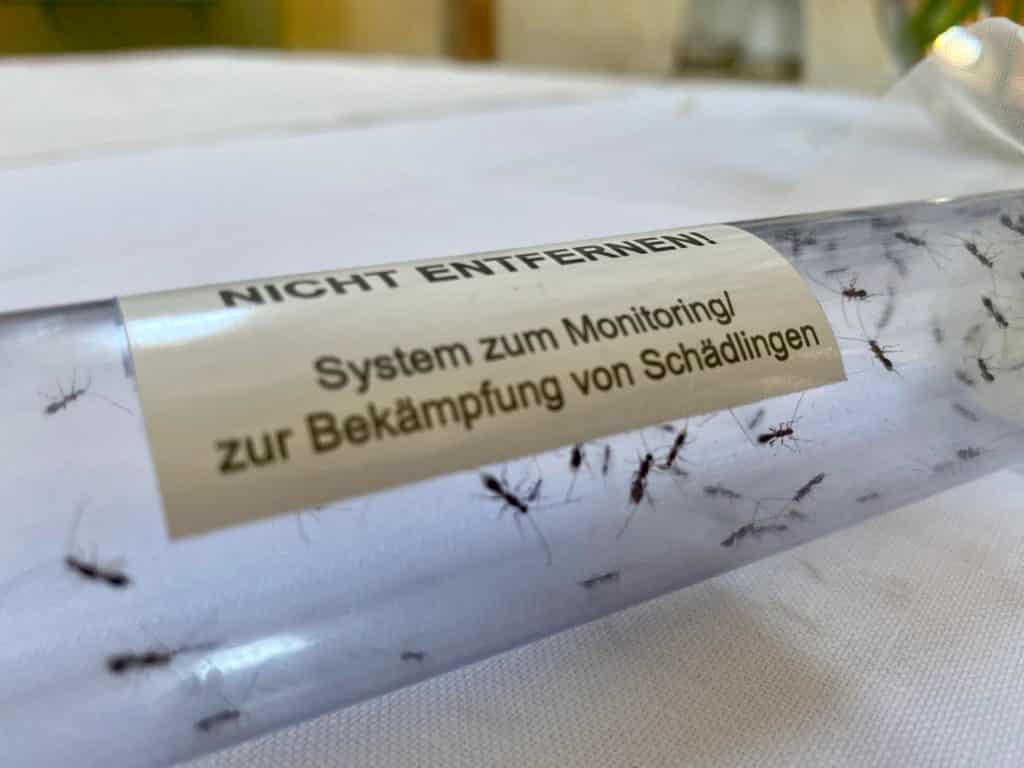 NICHT ENTFERNEN!
System zum Monitoring/
zur Bekämpfung von Schädlingen